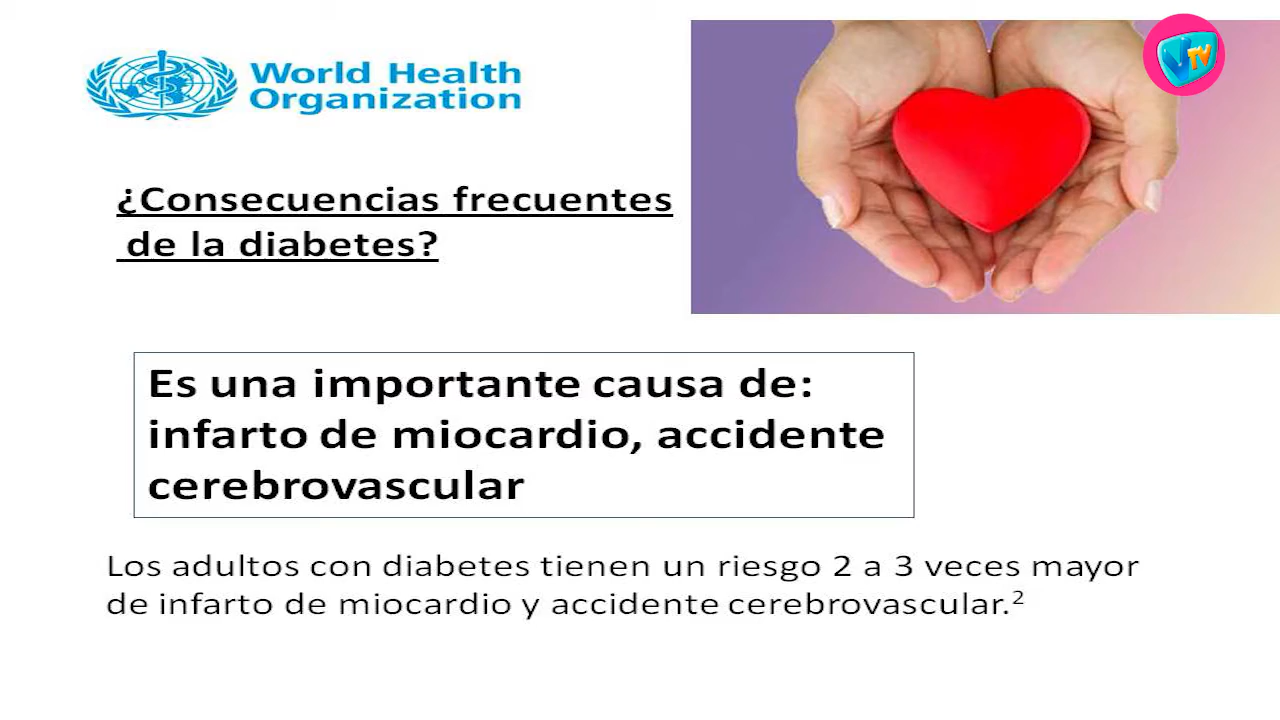 World Health
Organization
VTV
¿Consecuencias frecuentes
de la diabetes?
Es una importante causa de:
infarto de miocardio, accidente
cerebrovascular
Los adultos con diabetes tienen un riesgo 2 a 3 veces mayor
de infarto de miocardio y accidente cerebrovascular.²